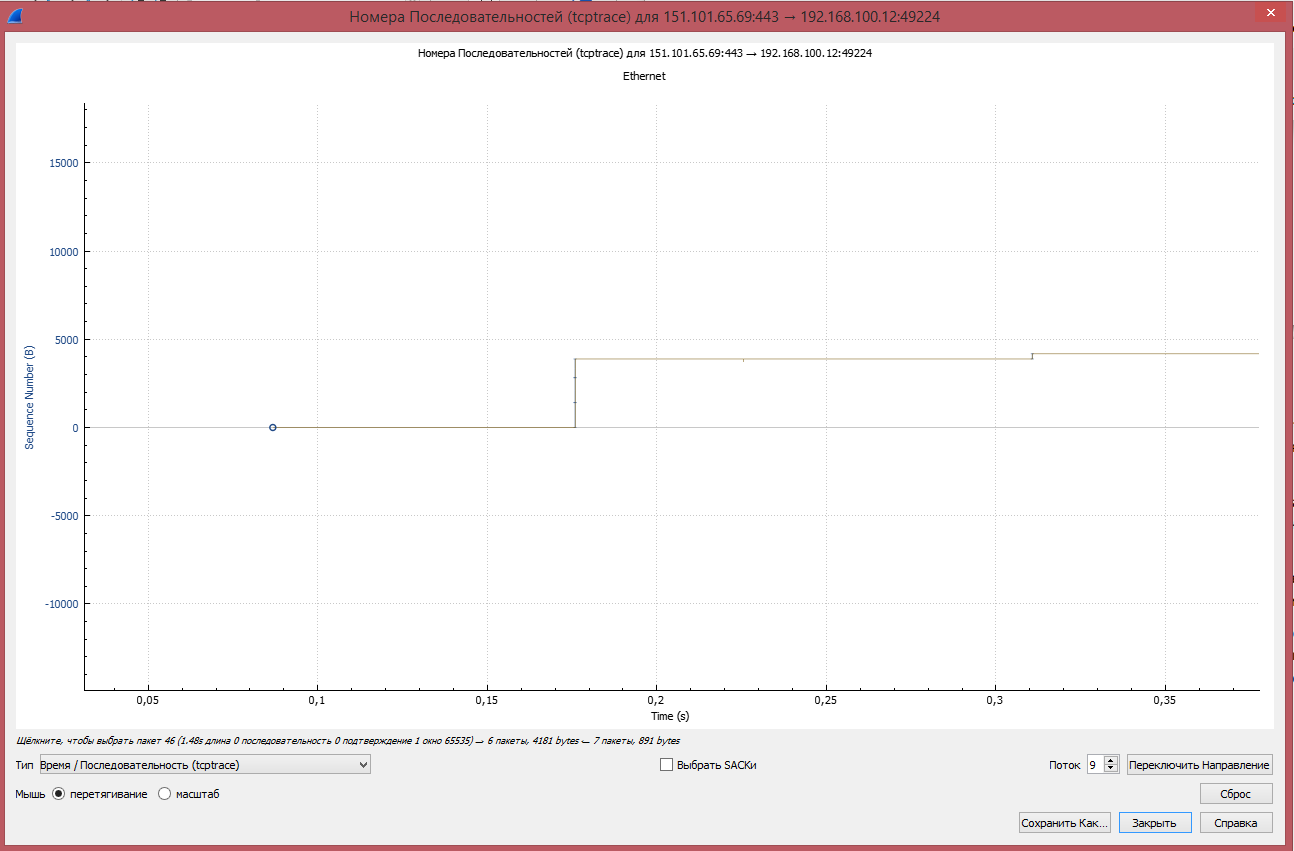 Номера Последовательностей (tcptrace) для 151.101.65.69:443 → 192.168.100.12:49224
Номера Последовательностей (tcptrace) для 151.101.65.69:443 → 192.168.100.12:49224
Ethernet
15000
10000
5000
0
-5000
-10000
Sequence Number (B)
0,05 0,1 0,15 0,2 0,25 0,3 0,35
Time (s)
Щёлкните, чтобы выбрать пакет 46 (1.48s длина 0 последовательность 0 подтверждение 1 окно 65535) → 6 пакеты, 4181 bytes ← 7 пакеты, 891 bytes
Тип Время / Последовательность (tcptrace) Выбрать SACКи Поток 9 Переключить Направление
Мышь перетягивание масштаб Сброс
Сохранить Как... Закрыть Справка